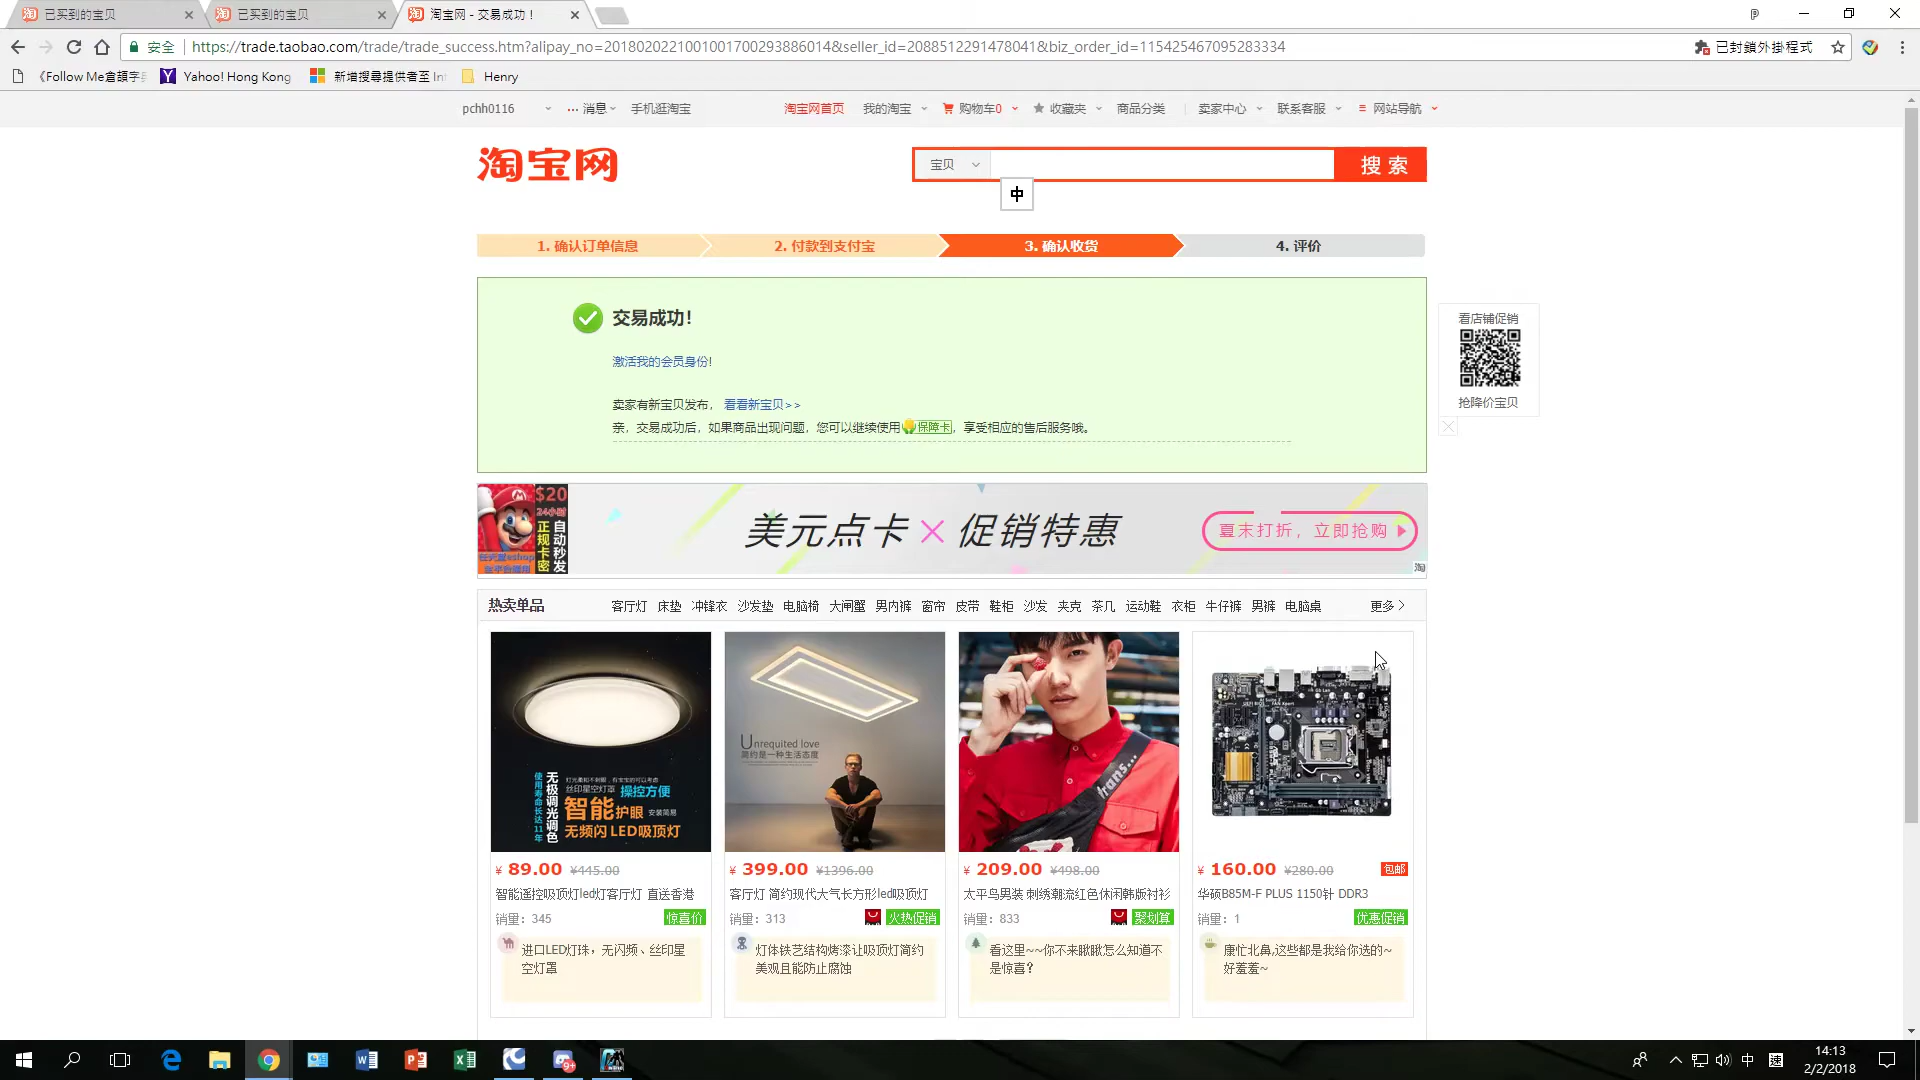 已买到的宝贝
已买到的宝贝
淘宝网 - 交易成功！
安全
https://trade.taobao.com/trade/trade_success.htm?alipay_no=2018020221001001700293886014&seller_id=2088512291478041&biz_order_id=115425467095283334
已封鎖外掛程式
《Follow Me倉頡字
Yahoo! Hong Kong
新增搜尋提供者至 In
Henry
pchh0116
消息
手机逛淘宝
淘宝网首页
我的淘宝
购物车0
收藏夹
商品分类
卖家中心
联系客服
网站导航
淘宝网
宝贝
搜 索
中
1. 确认订单信息
2. 付款到支付宝
3. 确认收货
4. 评价
交易成功！
激活我的会员身份!
卖家有新宝贝发布， 看看新宝贝>>
亲，交易成功后，如果商品出现问题，您可以继续使用 保障卡，享受相应的售后服务哦。
看店铺促销
抢降价宝贝
$20
24小时
正规卡密
自动秒发
美元点卡 × 促销特惠
夏末打折，立即抢购
淘
热卖单品
客厅灯 床垫 冲锋衣 沙发垫 电脑椅 大闸蟹 男内裤 窗帘 皮带 鞋柜 沙发 夹克 茶几 运动鞋 衣柜 牛仔裤 男裤 电脑桌
更多
使用寿命长达11年
无极调光调色
丝印星空灯罩 操控方便
智能护眼 安装简易
无频闪 LED吸顶灯
Unrequited love
简约是一种生活态度
rans...
¥ 89.00 ¥445.00
智能遥控吸顶灯led灯客厅灯 直送香港
销量：345
惊喜价
进口LED灯珠，无闪频、丝印星
空灯罩
¥ 399.00 ¥1396.00
客厅灯 简约现代大气长方形led吸顶灯
销量：313
火热促销
灯体铁艺结构烤漆让吸顶灯简约
美观且能防止腐蚀
¥ 209.00 ¥498.00
太平鸟男装 刺绣潮流红色休闲韩版衬衫
销量：833
聚划算
看这里~~你不来瞅瞅怎么知道不
是惊喜？
¥ 160.00 ¥280.00
包邮
华硕B85M-F PLUS 1150针 DDR3
销量：1
优惠促销
康忙北鼻,这些都是我给你选的~
好羞羞~
9+
中
速
14:13
2/2/2018